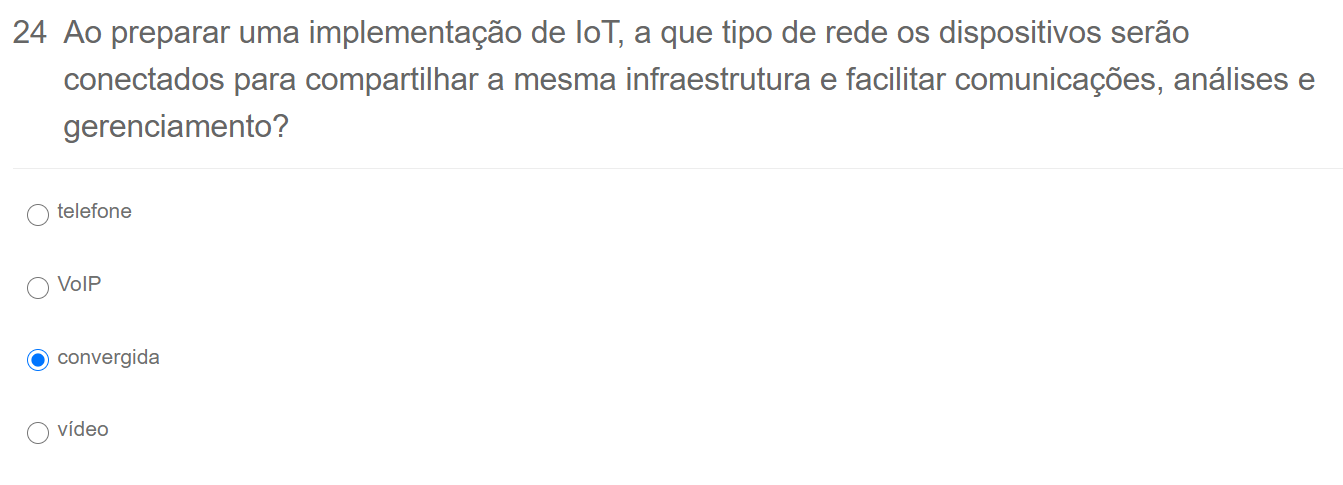 24 Ao preparar uma implementação de IoT, a que tipo de rede os dispositivos serão
conectados para compartilhar a mesma infraestrutura e facilitar comunicações, análises e
gerenciamento?
telefone
VoIP
convergida
vídeo